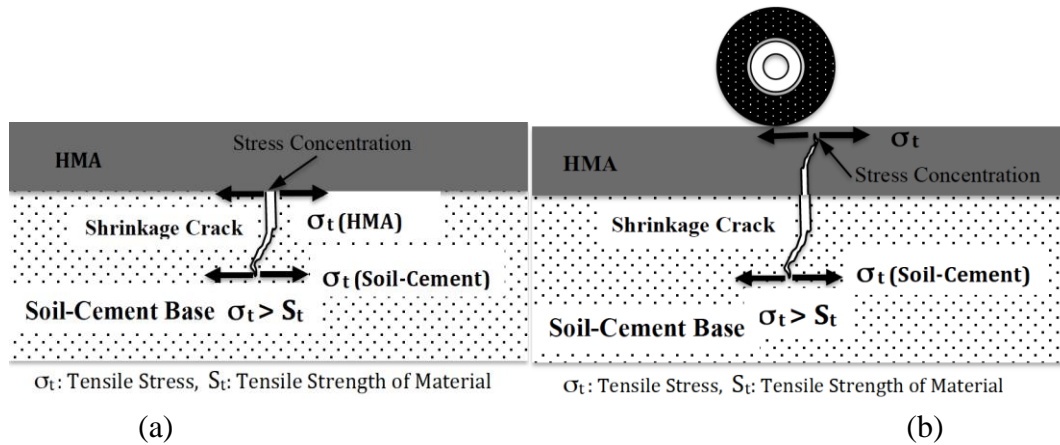 Stress Concentration
HMA
Shrinkage Crack
σt (HMA)
σt (Soil-Cement)
Soil-Cement Base σt > St
σt: Tensile Stress, St: Tensile Strength of Material
(a)
σt
HMA
Stress Concentration
Shrinkage Crack
σt (Soil-Cement)
Soil-Cement Base σt > St
σt: Tensile Stress, St: Tensile Strength of Material
(b)